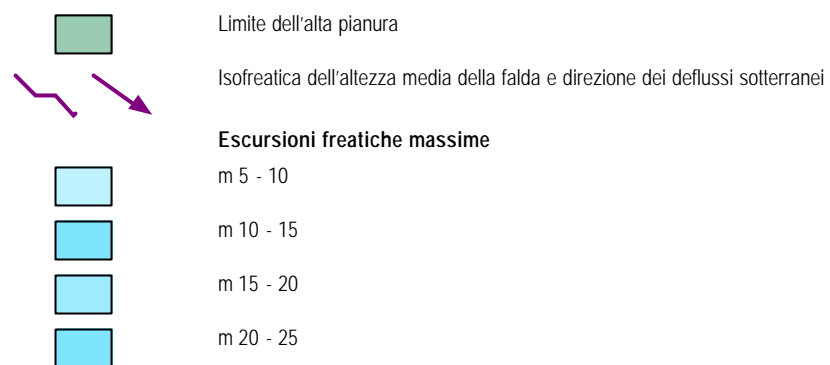 Limite dell'alta pianura
Isofreatica dell'altezza media della falda e direzione dei deflussi sotterranei
Escursioni freatiche massime
m 5 - 10
m 10 - 15
m 15 - 20
m 20 - 25